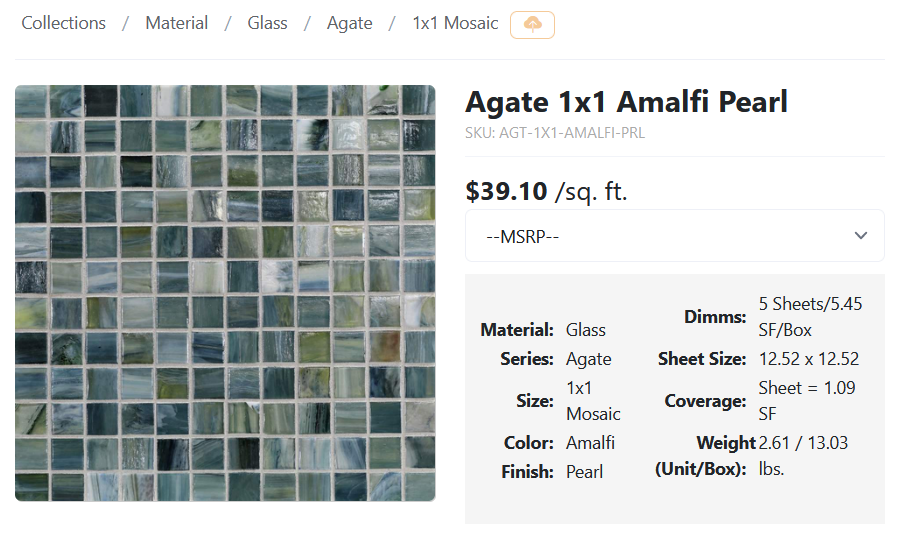 Collections / Material / Glass / Agate / 1x1 Mosaic
Agate 1x1 Amalfi Pearl
SKU: AGT-1X1-AMALFI-PRL
$39.10 /sq. ft.
--MSRP--
Material: Glass
Series: Agate
Size: 1x1
Mosaic
Color: Amalfi
Finish: Pearl
Dimms: 5 Sheets/5.45
SF/Box
Sheet Size: 12.52 x 12.52
Coverage: Sheet = 1.09
SF
Weight 2.61 / 13.03
(Unit/Box): lbs.